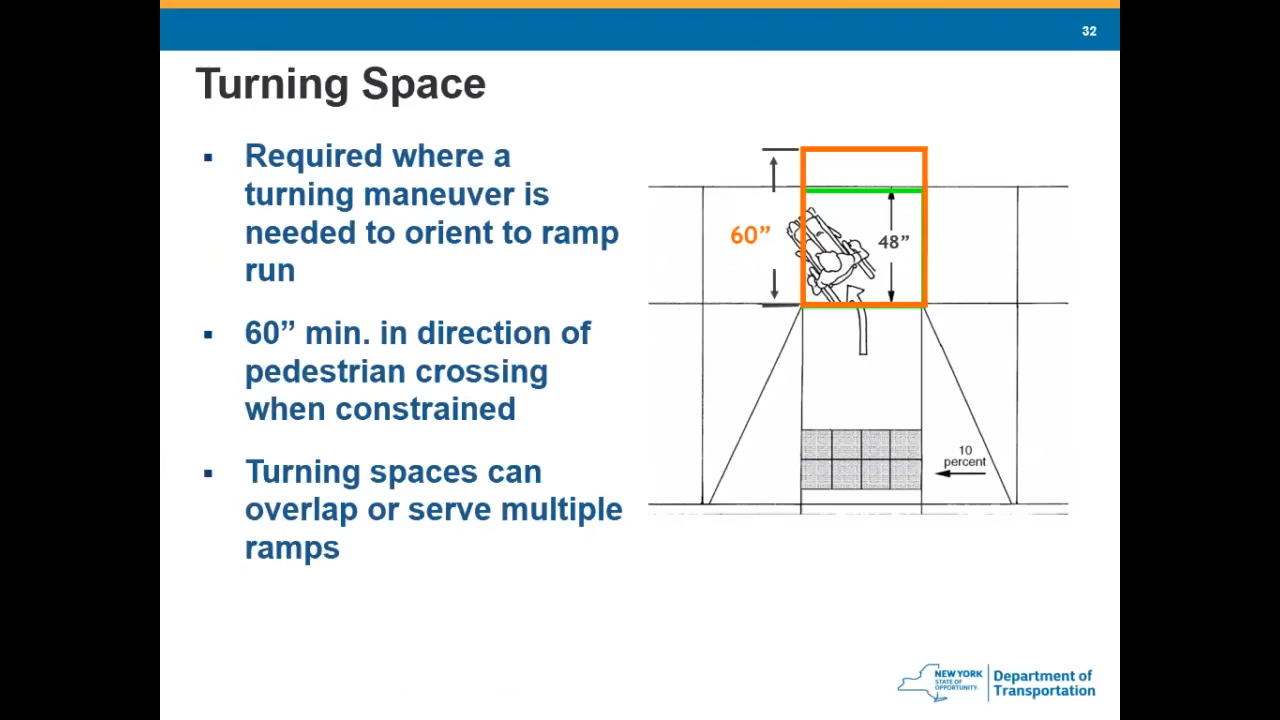 32
Turning Space
▪ Required where a
turning maneuver is
needed to orient to ramp
run
▪ 60” min. in direction of
pedestrian crossing
when constrained
▪ Turning spaces can
overlap or serve multiple
ramps
60”
48”
10
percent
NEW YORK
STATE OF
OPPORTUNITY.
Department of
Transportation